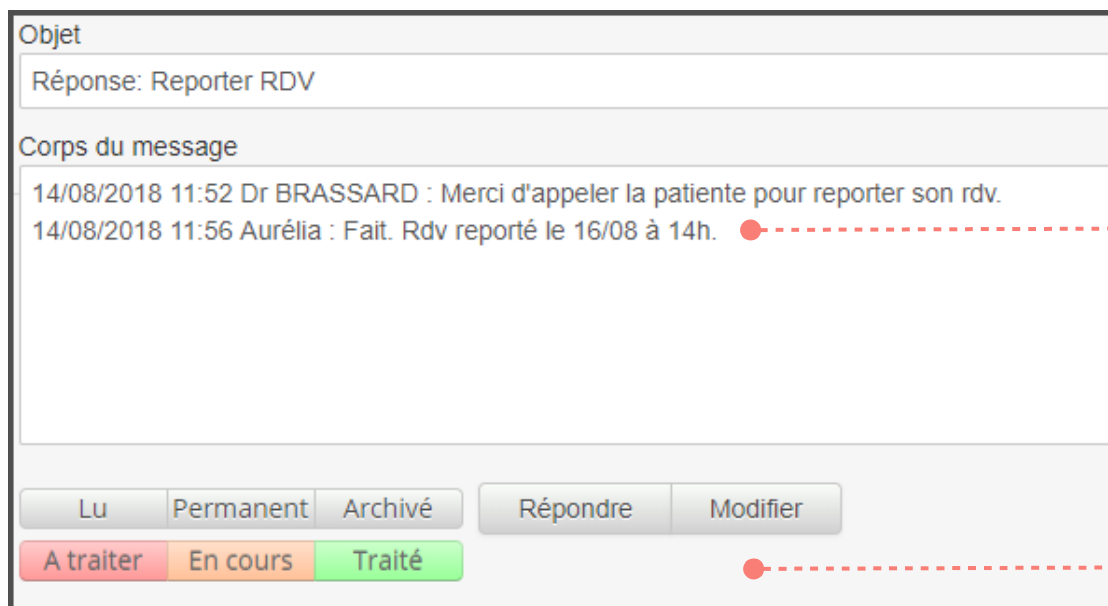 Objet
Réponse: Reporter RDV
Corps du message
14/08/2018 11:52 Dr BRASSARD : Merci d'appeler la patiente pour reporter son rdv.
14/08/2018 11:56 Aurélia : Fait. Rdv reporté le 16/08 à 14h.
Lu Permanent Archivé Répondre Modifier
A traiter En cours Traité